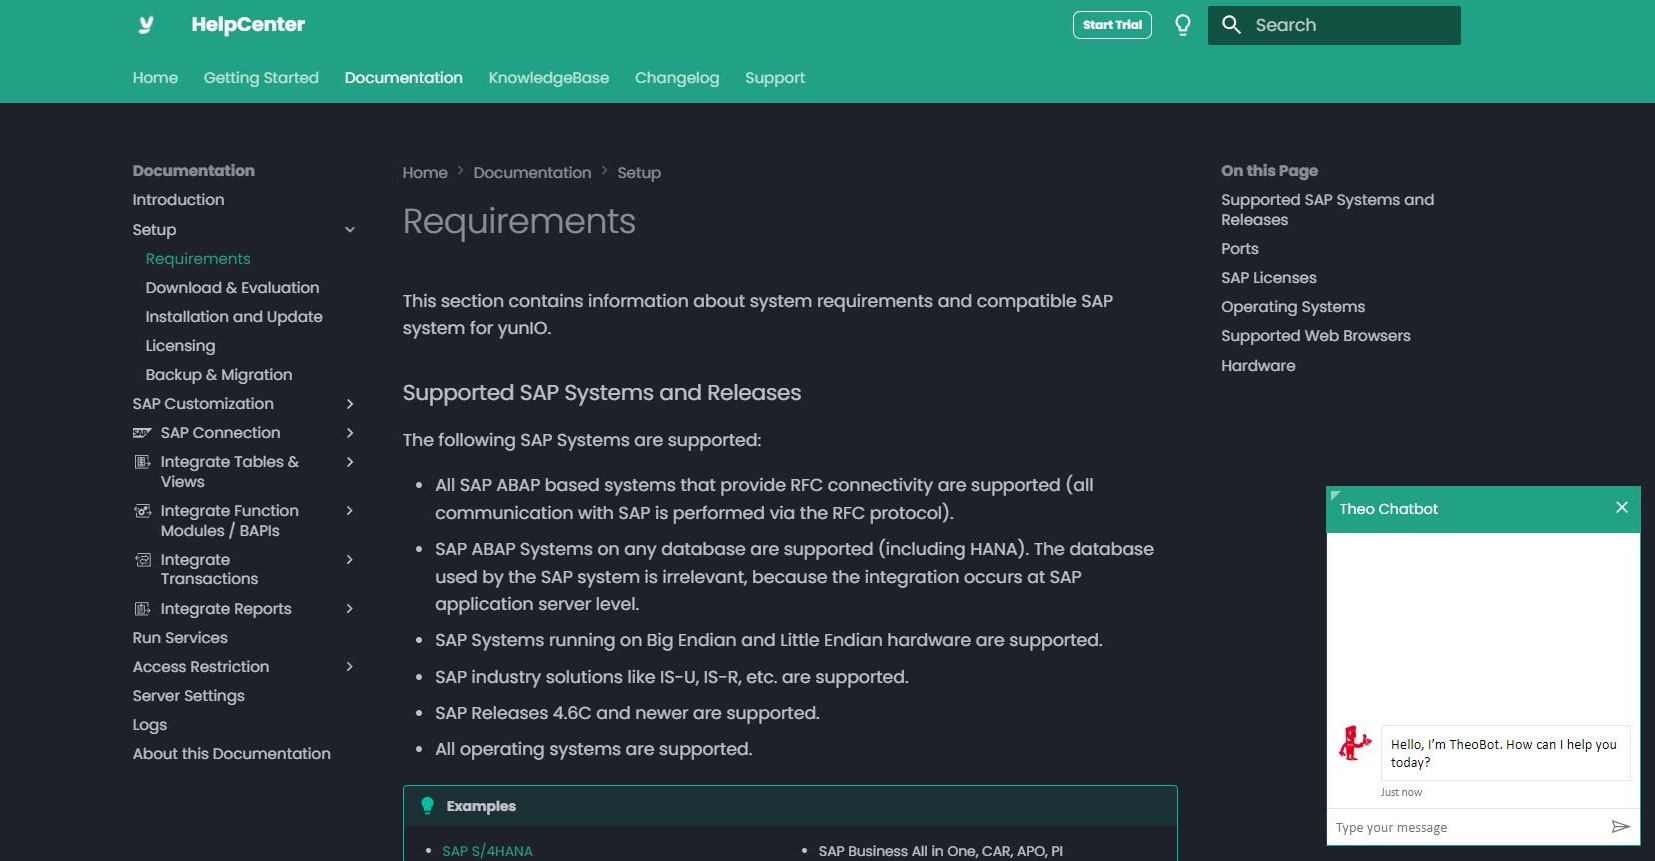 HelpCenter
Start Trial
Search
Home
Getting Started
Documentation
KnowledgeBase
Changelog
Support
Documentation
Introduction
Setup
Requirements
Download & Evaluation
Installation and Update
Licensing
Backup & Migration
SAP Customization
SAP Connection
Integrate Tables &
Views
Integrate Function
Modules / BAPIs
Integrate
Transactions
Integrate Reports
Run Services
Access Restriction
Server Settings
Logs
About this Documentation
Home > Documentation > Setup
Requirements
This section contains information about system requirements and compatible SAP
system for yunIO.
Supported SAP Systems and Releases
The following SAP Systems are supported:
• All SAP ABAP based systems that provide RFC connectivity are supported (all
communication with SAP is performed via the RFC protocol).
• SAP ABAP Systems on any database are supported (including HANA). The database
used by the SAP system is irrelevant, because the integration occurs at SAP
application server level.
• SAP Systems running on Big Endian and Little Endian hardware are supported.
• SAP industry solutions like IS-U, IS-R, etc. are supported.
• SAP Releases 4.6C and newer are supported.
• All operating systems are supported.
Examples
• SAP S/4HANA
• SAP Business All in One, CAR, APO, PI
On this Page
Supported SAP Systems and
Releases
Ports
SAP Licenses
Operating Systems
Supported Web Browsers
Hardware
Theo Chatbot
Hello, I'm TheoBot. How can I help you
today?
Just now
Type your message